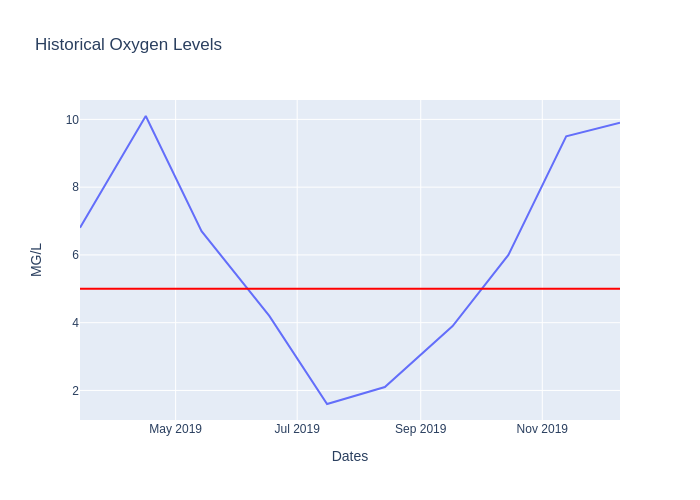 Historical Oxygen Levels
10
8
6
4
2
MG/L
May 2019
Jul 2019
Sep 2019
Nov 2019
Dates